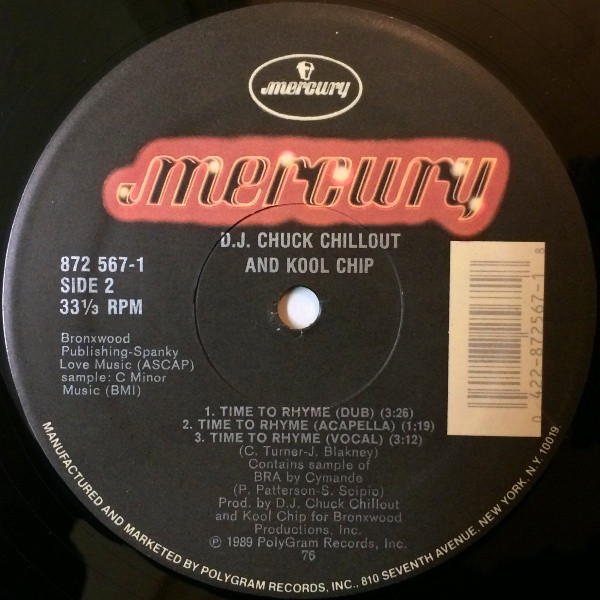 mercury
mercury
D.J. CHUCK CHILLOUT
AND KOOL CHIP
872 567-1
SIDE 2
33⅓ RPM
Bronxwood
Publishing-Spanky
Love Music (ASCAP)
sample: C Minor
Music (BMI)
0 422-872567-1 8
1. TIME TO RHYME (DUB) (3:26)
2. TIME TO RHYME (ACAPELLA) (1:19)
3. TIME TO RHYME (VOCAL) (3:12)
(C. Turner-J. Blakney)
Contains sample of
BRA by Cymande
(P. Patterson-S. Scipio)
Prod. by D.J. Chuck Chillout
and Kool Chip for Bronxwood
Productions, Inc.
℗ 1989 PolyGram Records, Inc.
76
MANUFACTURED AND MARKETED BY POLYGRAM RECORDS, INC., 810 SEVENTH AVENUE, NEW YORK, N.Y. 10019.